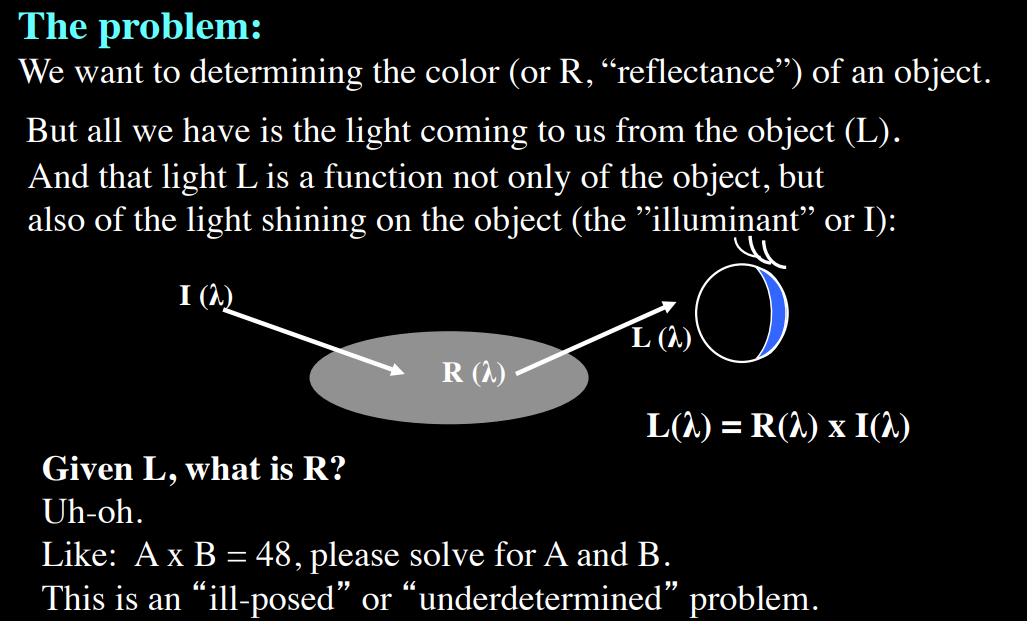 The problem:
We want to determining the color (or R, “reflectance”) of an object.
But all we have is the light coming to us from the object (L).
And that light L is a function not only of the object, but
also of the light shining on the object (the ”illuminant” or I):
I (λ)
L (λ)
R (λ)
L(λ) = R(λ) x I(λ)
Given L, what is R?
Uh-oh.
Like:  A x B = 48, please solve for A and B.
This is an “ill-posed” or “underdetermined” problem.